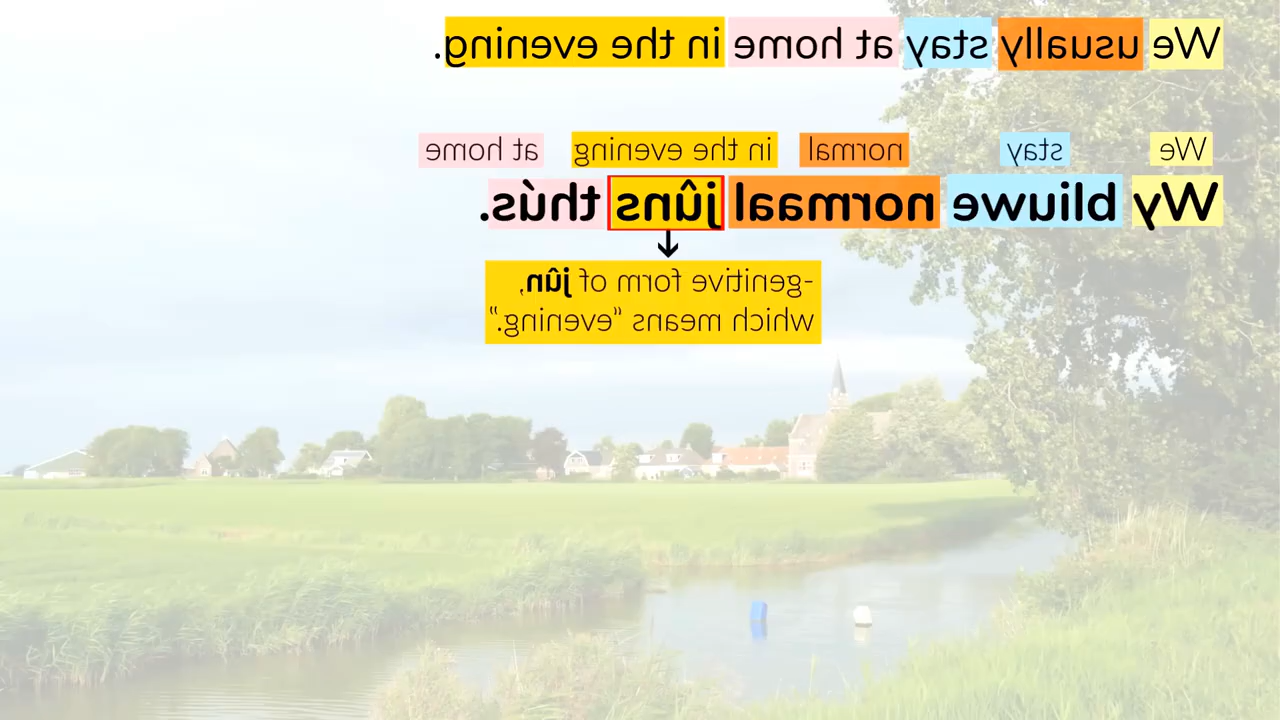 We usually stay at home in the evening.
We stay normal in the evening at home
Wy bliuwe normaal jûns thús.
-genitive form of jûn,
which means “evening.”